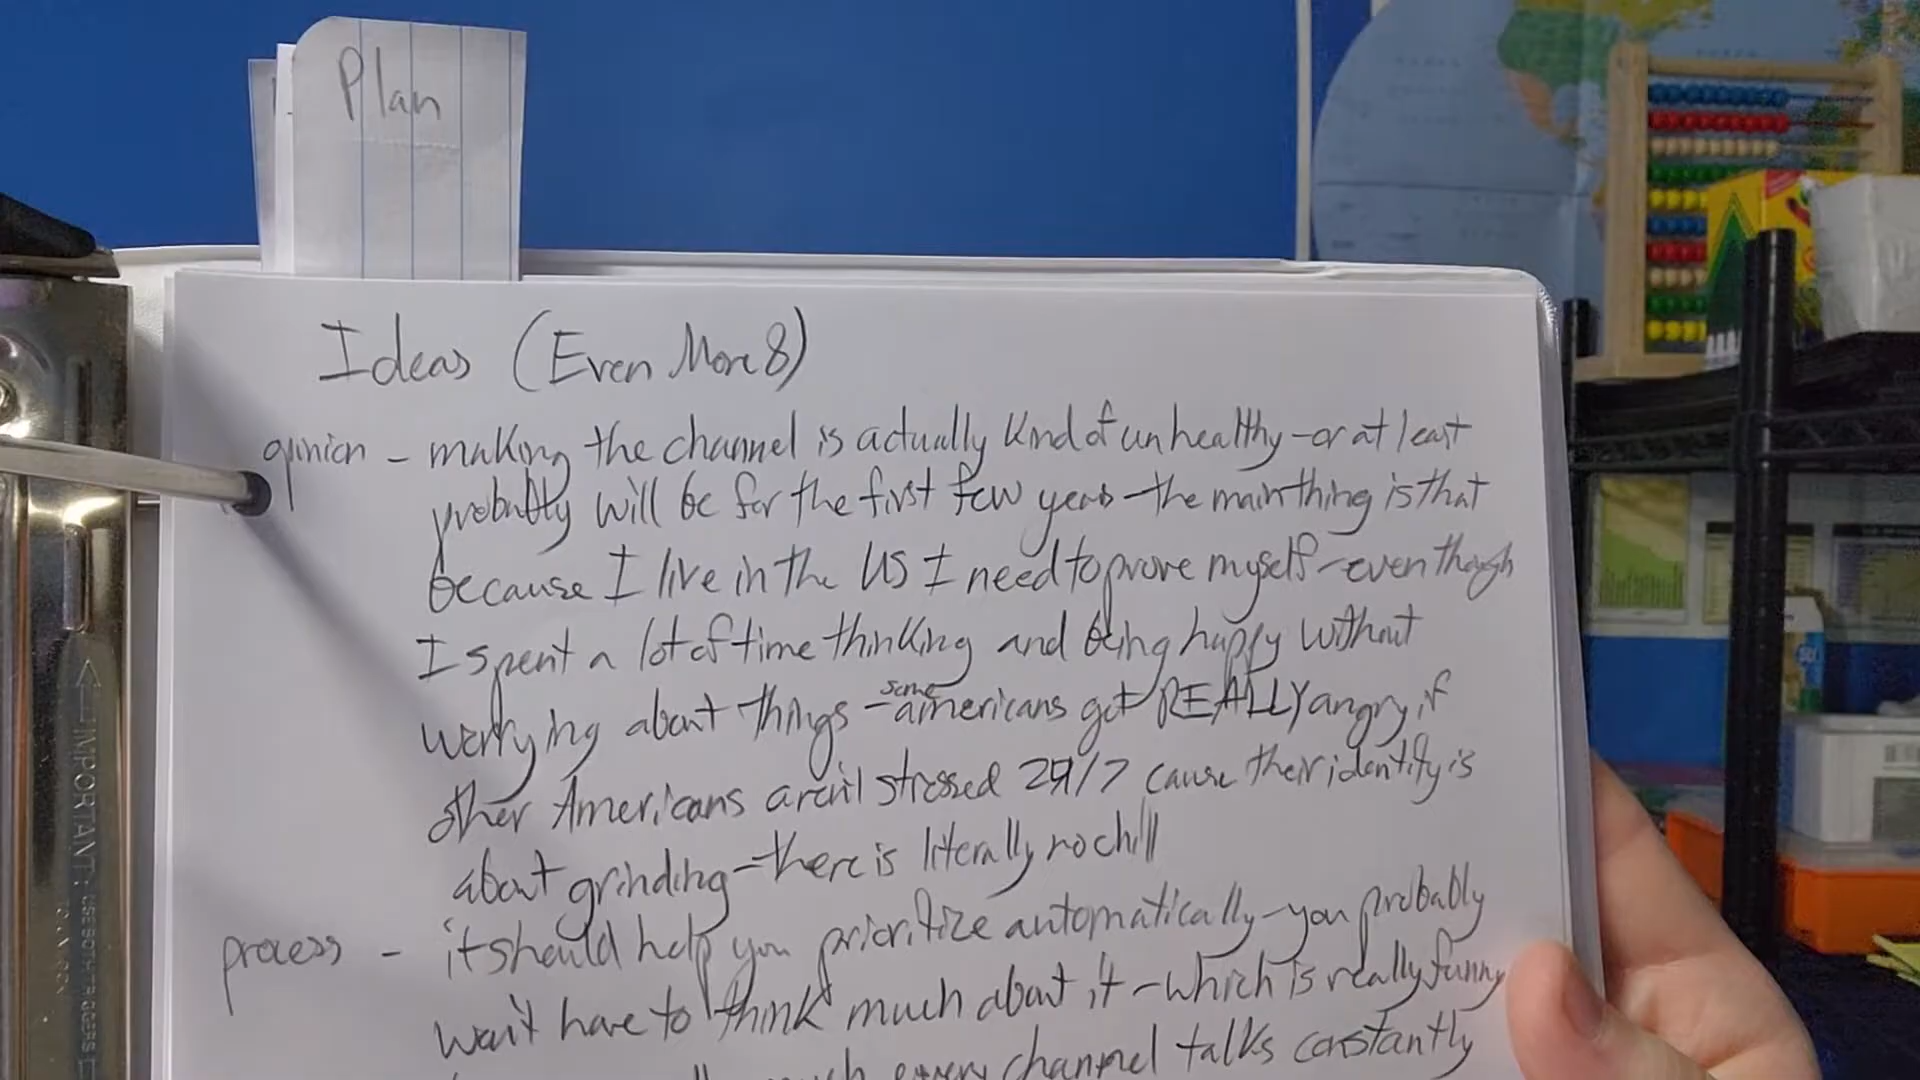 Plan
Ideas (Even More 8)
opinion - making the channel is actually kind of unhealthy - or at least
probably will be for the first few years - the main thing is that
because I live in the US I need to prove myself - even though
I spent a lot of time thinking and being happy without
worrying about things - some americans get REALLY angry if
other Americans aren't stressed 24/7 cause their identity is
about grinding - there is literally no chill
process - it should help you prioritize automatically - you probably
won't have to think much about it - which is really funny
every channel talks constantly
IMPORTANT: